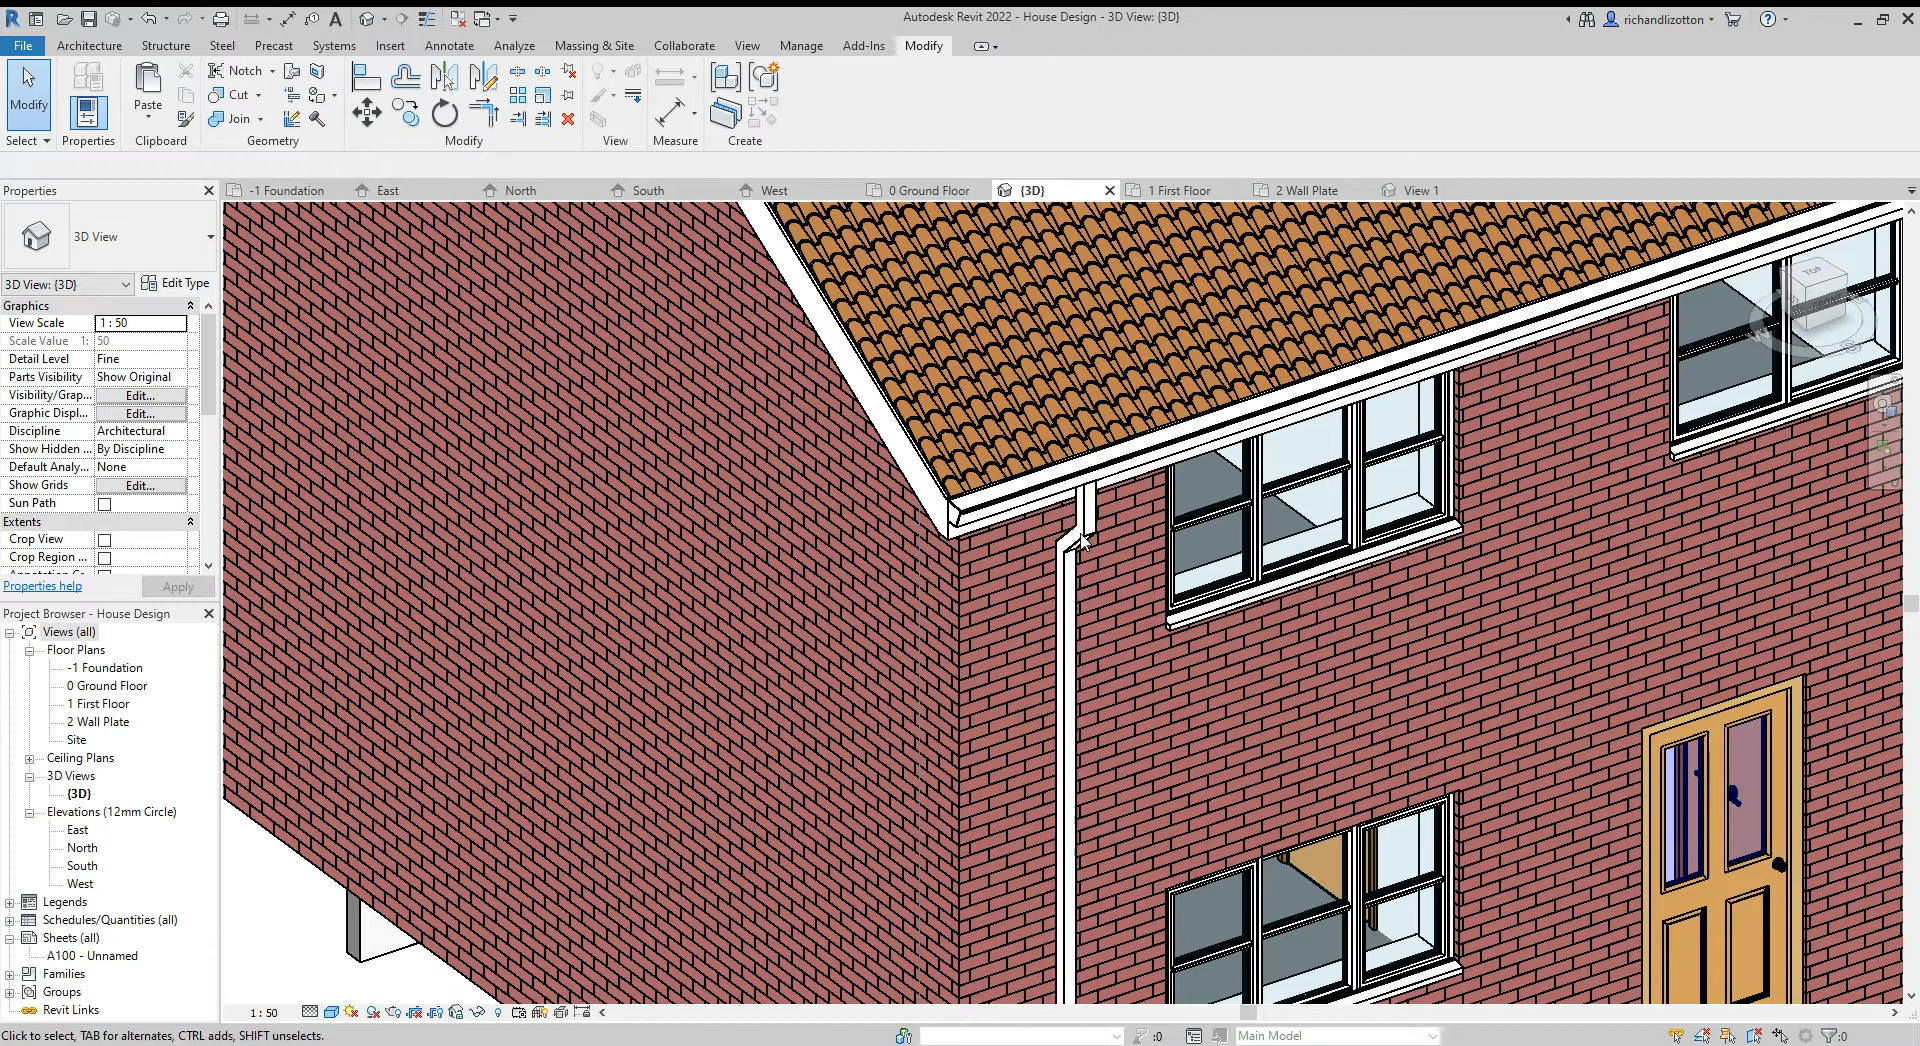 Autodesk Revit 2022 - House Design - 3D View: {3D}
richandlizotton
File Architecture Structure Steel Precast Systems Insert Annotate Analyze Massing & Site Collaborate View Manage Add-Ins Modify
Modify
Paste
Notch
Cut
Join
Select Properties Clipboard Geometry Modify View Measure Create
Properties
-1 Foundation East North South West 0 Ground Floor {3D} 1 First Floor 2 Wall Plate View 1
3D View
3D View: {3D} Edit Type
Graphics
View Scale 1 : 50
Scale Value 1: 50
Detail Level Fine
Parts Visibility Show Original
Visibility/Grap... Edit...
Graphic Displ... Edit...
Discipline Architectural
Show Hidden ... By Discipline
Default Analy... None
Show Grids Edit...
Sun Path
Extents
Crop View
Crop Region ...
Properties help Apply
Project Browser - House Design
Views (all)
Floor Plans
-1 Foundation
0 Ground Floor
1 First Floor
2 Wall Plate
Site
Ceiling Plans
3D Views
{3D}
Elevations (12mm Circle)
East
North
South
West
Legends
Schedules/Quantities (all)
Sheets (all)
A100 - Unnamed
Families
Groups
Revit Links
TOP
1 : 50
Click to select, TAB for alternates, CTRL adds, SHIFT unselects.
:0
Main Model
:0